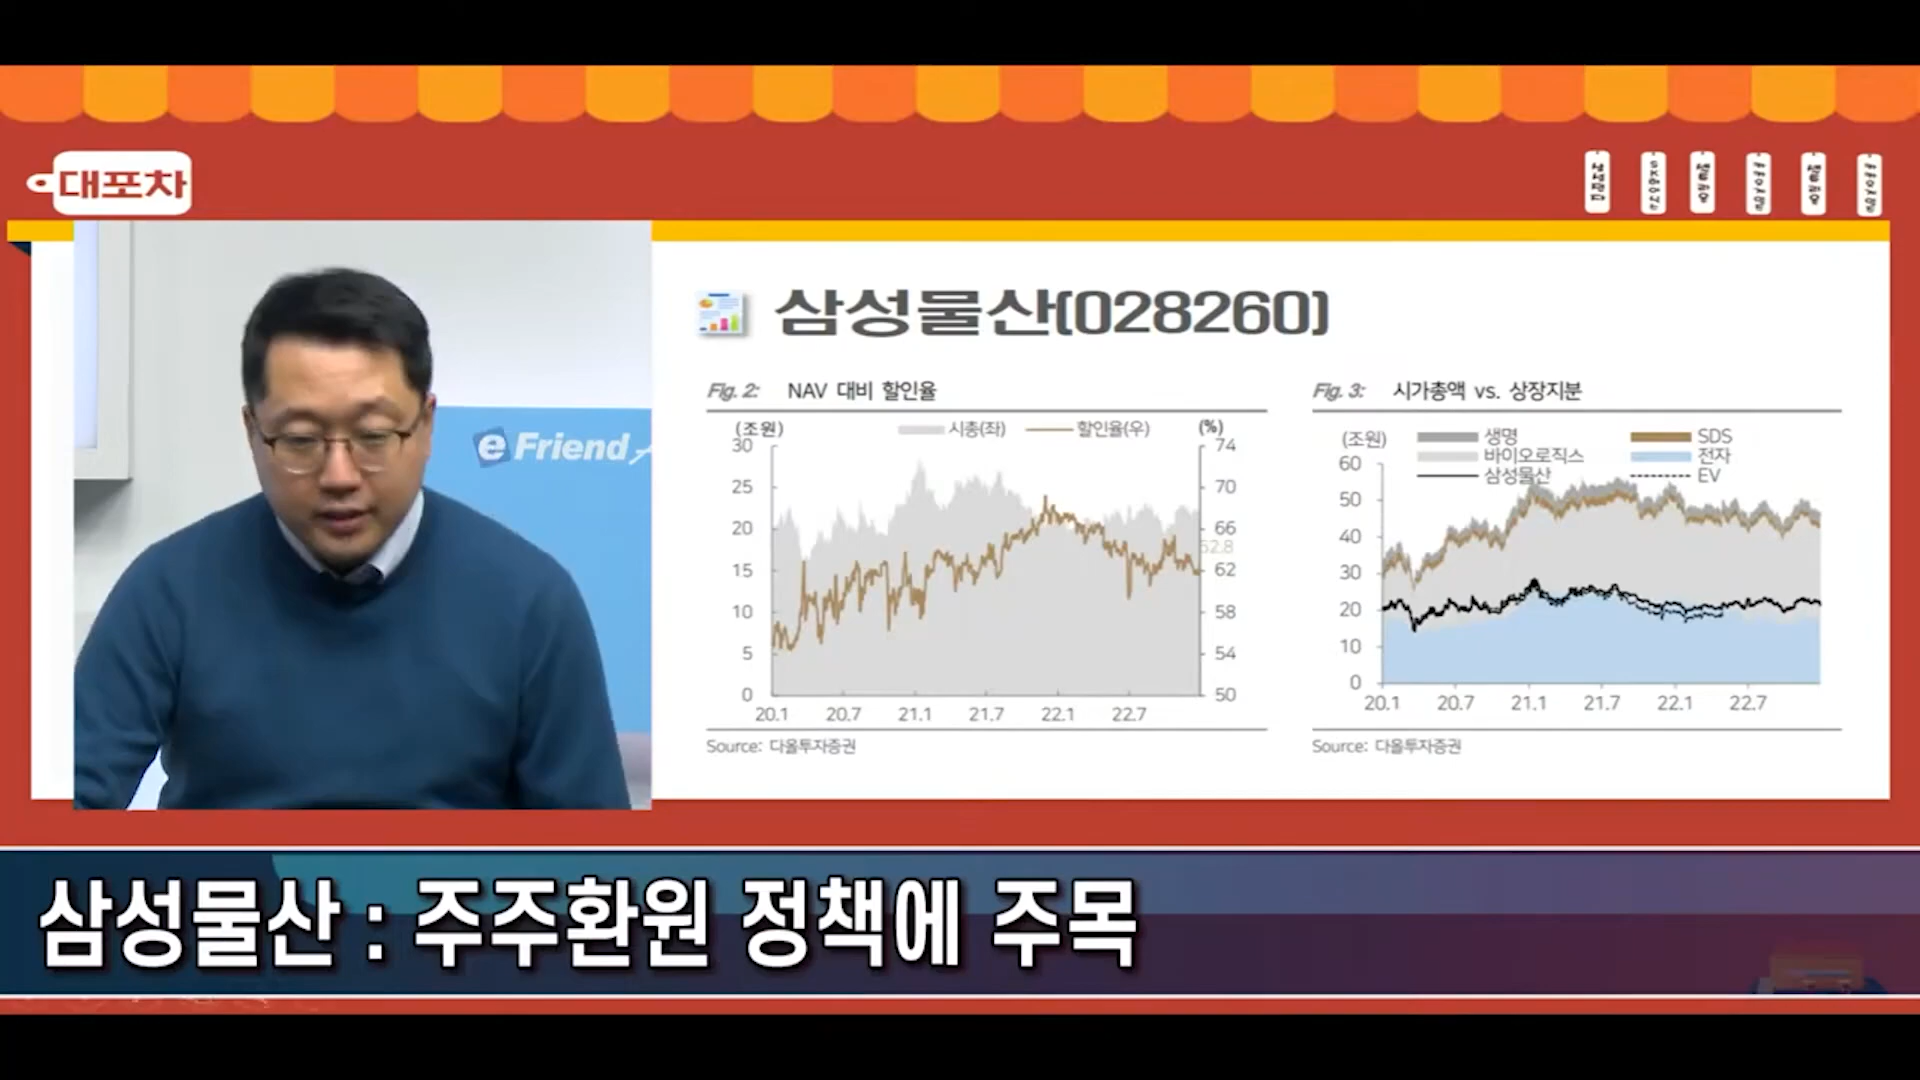 대포차
e Friend
삼성물산(028260)
Fig. 2: NAV 대비 할인율
(조원) 시총(좌) 할인율(우) (%)
30 74
25 70
20 66
62.8
15 62
10 58
5 54
0 50
20.1 20.7 21.1 21.7 22.1 22.7
Source: 다올투자증권
Fig. 3: 시가총액 vs. 상장지분
(조원) 생명 SDS
바이오로직스 전자
삼성물산 EV
60
50
40
30
20
10
0
20.1 20.7 21.1 21.7 22.1 22.7
Source: 다올투자증권
삼성물산 : 주주환원 정책에 주목